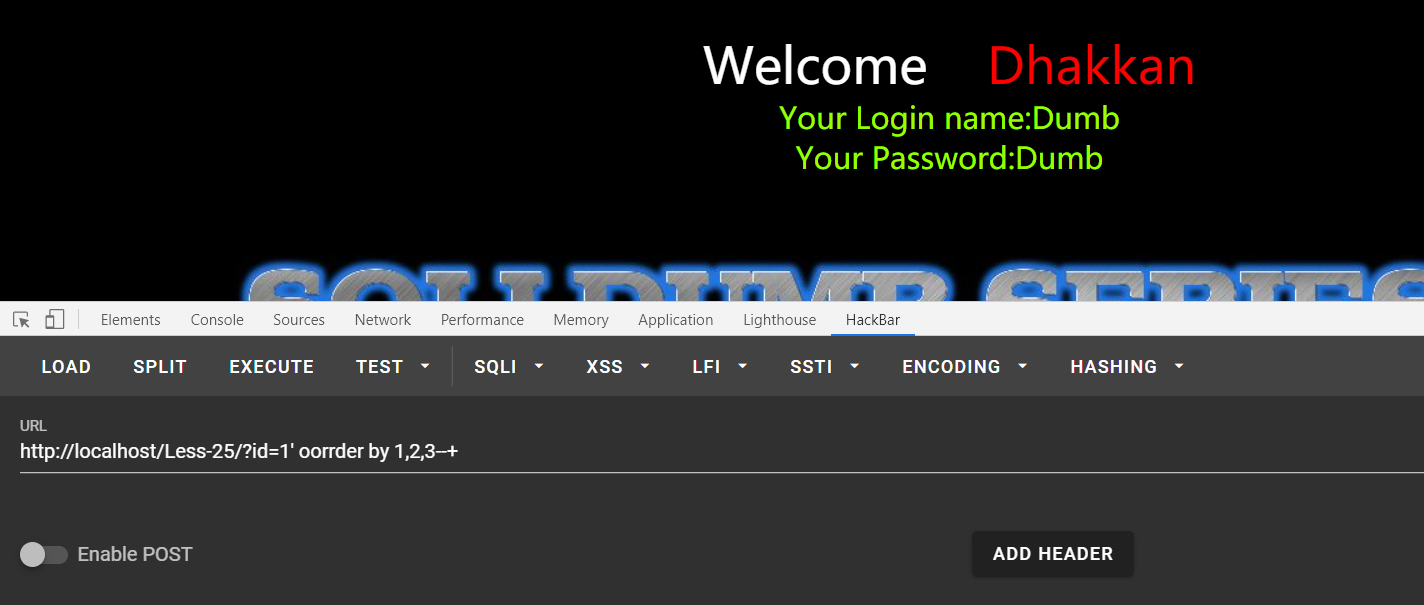 Welcome Dhakkan
Your Login name:Dumb
Your Password:Dumb
SQLI DUMB SERIES
Elements Console Sources Network Performance Memory Application Lighthouse HackBar
LOAD SPLIT EXECUTE TEST SQLI XSS LFI SSTI ENCODING HASHING
URL
http://localhost/Less-25/?id=1' oorrder by 1,2,3--+
Enable POST ADD HEADER